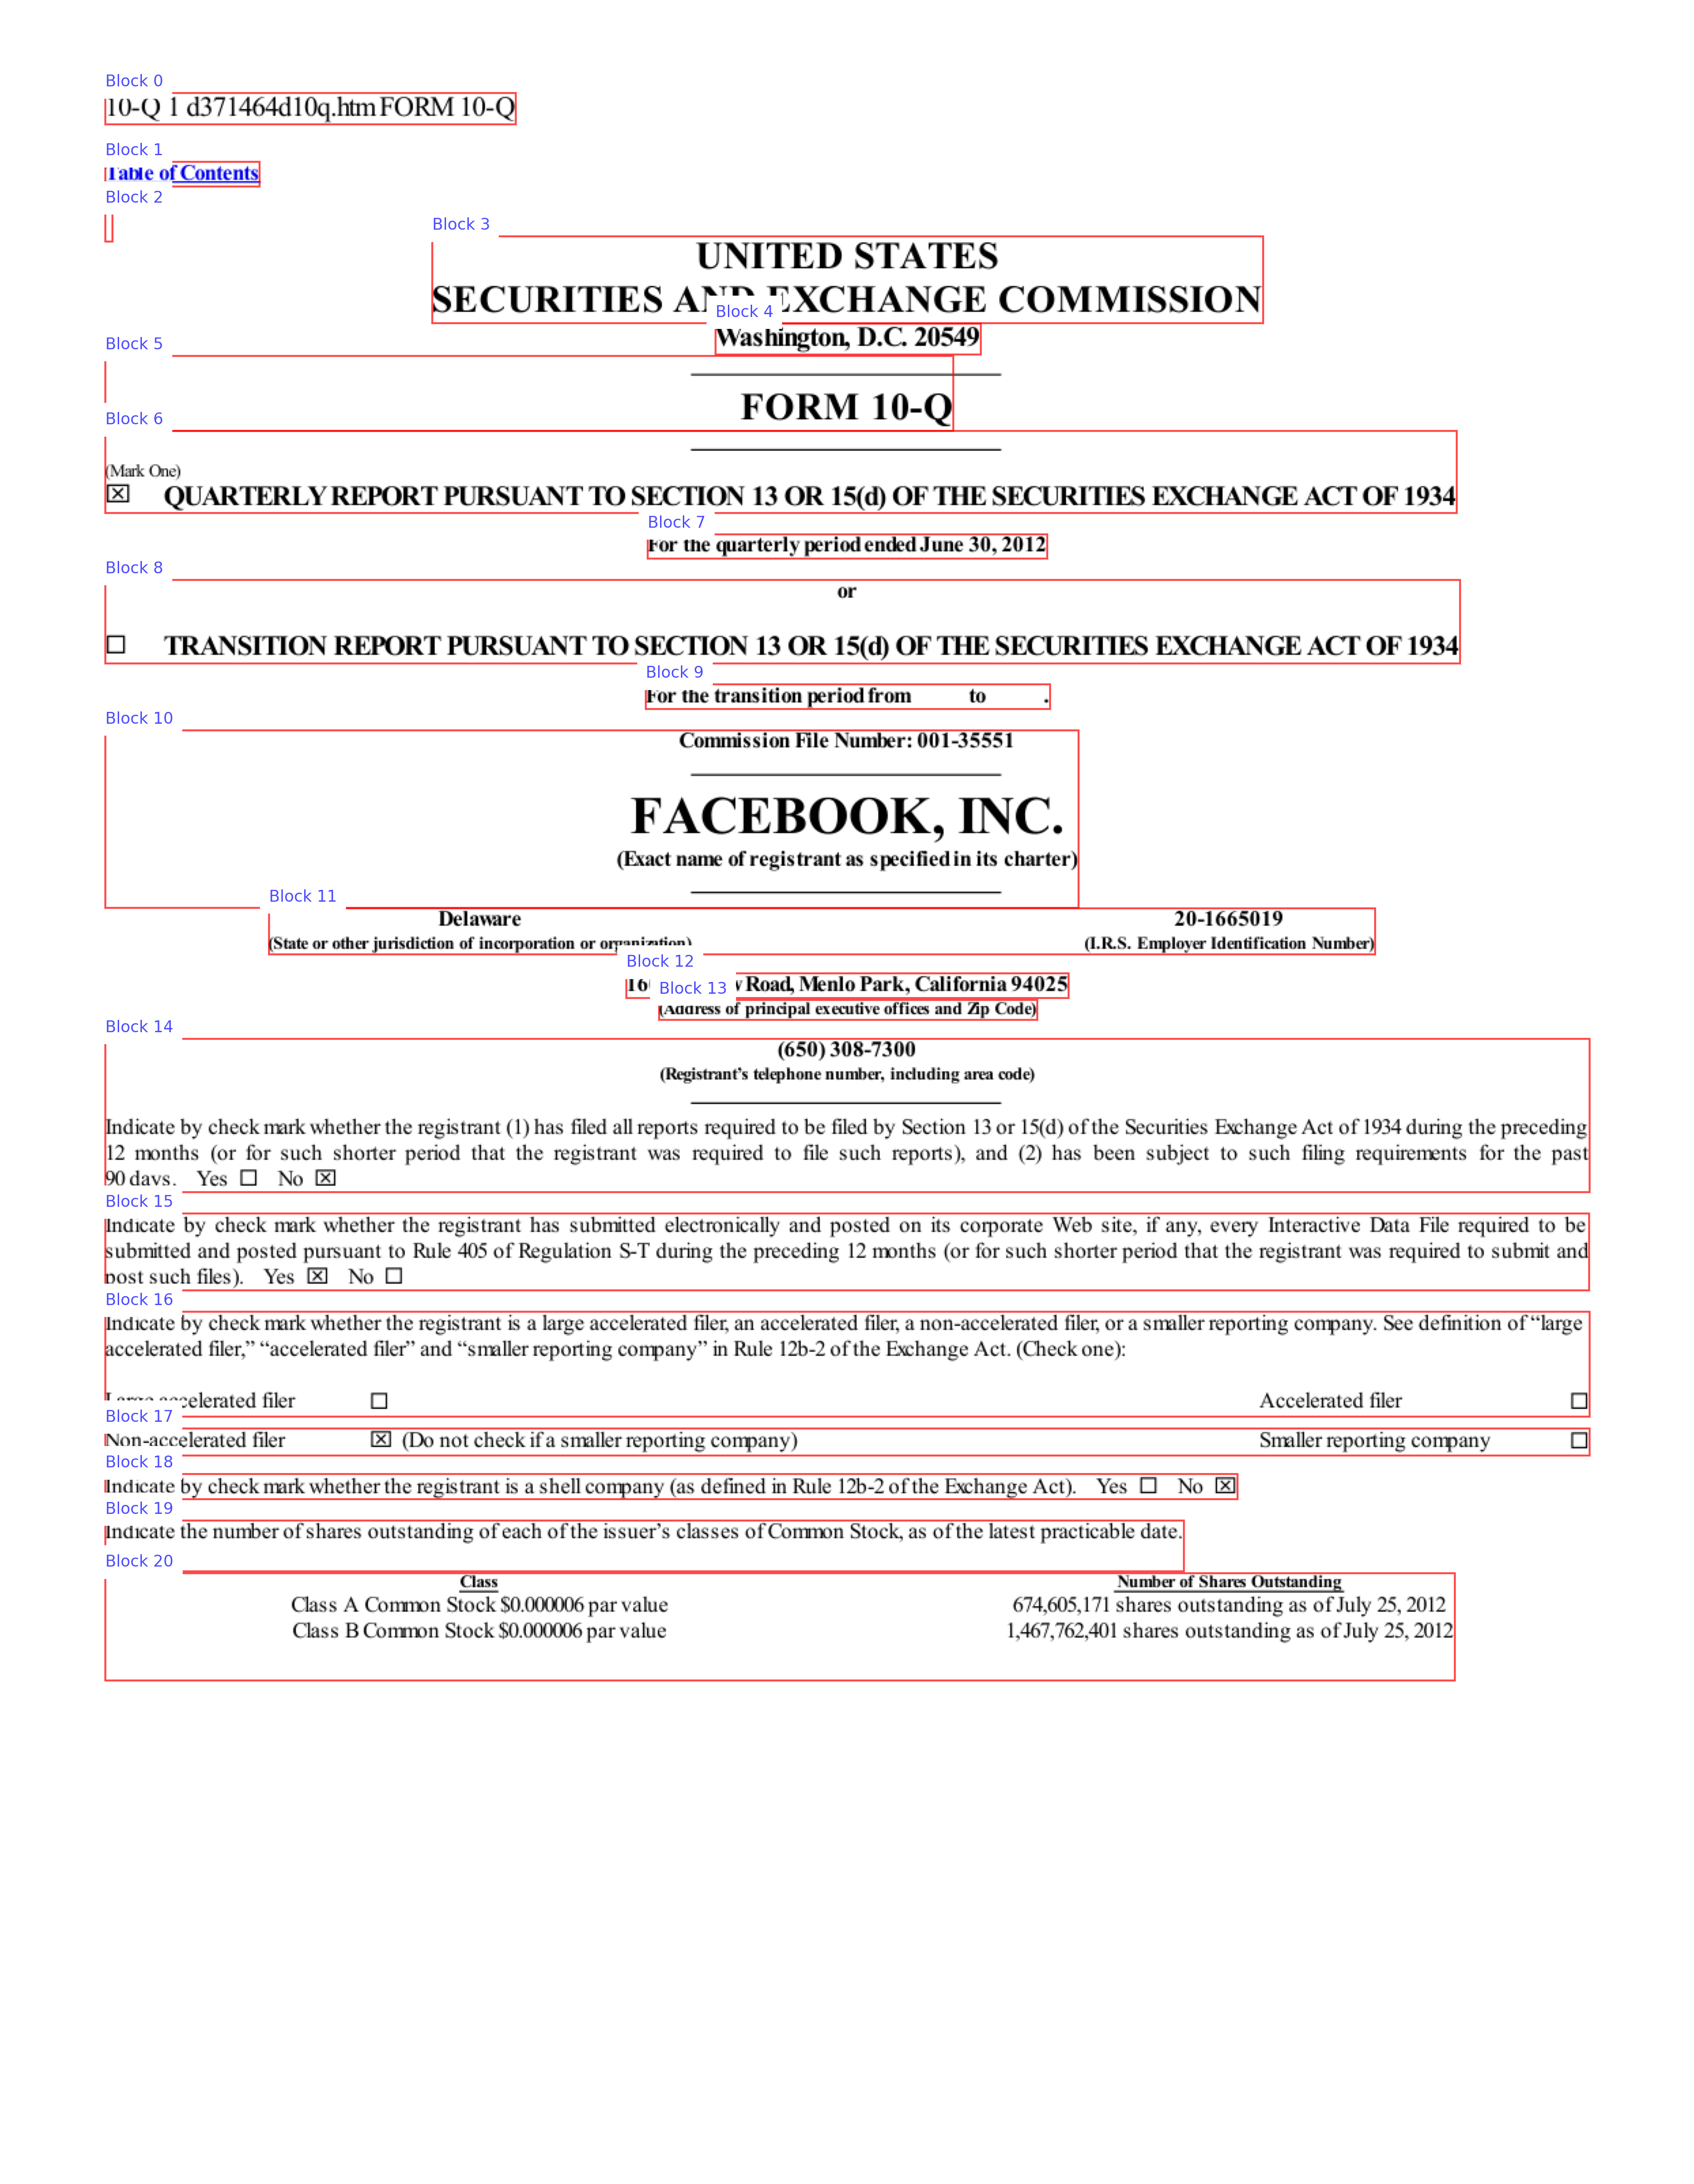 Block 0
10-Q 1 d371464d10q.htm FORM 10-Q
Block 1
Table of Contents
Block 2
Block 3
UNITED STATES
SECURITIES AND EXCHANGE COMMISSION
Block 4
Washington, D.C. 20549
Block 5
FORM 10-Q
Block 6
(Mark One)
☒ QUARTERLY REPORT PURSUANT TO SECTION 13 OR 15(d) OF THE SECURITIES EXCHANGE ACT OF 1934
Block 7
For the quarterly period ended June 30, 2012
Block 8
or
☐ TRANSITION REPORT PURSUANT TO SECTION 13 OR 15(d) OF THE SECURITIES EXCHANGE ACT OF 1934
Block 9
For the transition period from to .
Block 10
Commission File Number: 001-35551
FACEBOOK, INC.
(Exact name of registrant as specified in its charter)
Block 11
Delaware 20-1665019
(State or other jurisdiction of incorporation or organization) (I.R.S. Employer Identification Number)
Block 12
Road, Menlo Park, California 94025
Block 13
(Address of principal executive offices and Zip Code)
Block 14
(650) 308-7300
(Registrant’s telephone number, including area code)
Indicate by check mark whether the registrant (1) has filed all reports required to be filed by Section 13 or 15(d) of the Securities Exchange Act of 1934 during the preceding
12 months (or for such shorter period that the registrant was required to file such reports), and (2) has been subject to such filing requirements for the past
90 days. Yes ☐ No ☒
Block 15
Indicate by check mark whether the registrant has submitted electronically and posted on its corporate Web site, if any, every Interactive Data File required to be
submitted and posted pursuant to Rule 405 of Regulation S-T during the preceding 12 months (or for such shorter period that the registrant was required to submit and
post such files). Yes ☒ No ☐
Block 16
Indicate by check mark whether the registrant is a large accelerated filer, an accelerated filer, a non-accelerated filer, or a smaller reporting company. See definition of “large
accelerated filer,” “accelerated filer” and “smaller reporting company” in Rule 12b-2 of the Exchange Act. (Check one):
Large accelerated filer ☐ Accelerated filer ☐
Block 17
Non-accelerated filer ☒ (Do not check if a smaller reporting company) Smaller reporting company ☐
Block 18
Indicate by check mark whether the registrant is a shell company (as defined in Rule 12b-2 of the Exchange Act). Yes ☐ No ☒
Block 19
Indicate the number of shares outstanding of each of the issuer’s classes of Common Stock, as of the latest practicable date.
Block 20
Class Number of Shares Outstanding
Class A Common Stock $0.000006 par value 674,605,171 shares outstanding as of July 25, 2012
Class B Common Stock $0.000006 par value 1,467,762,401 shares outstanding as of July 25, 2012